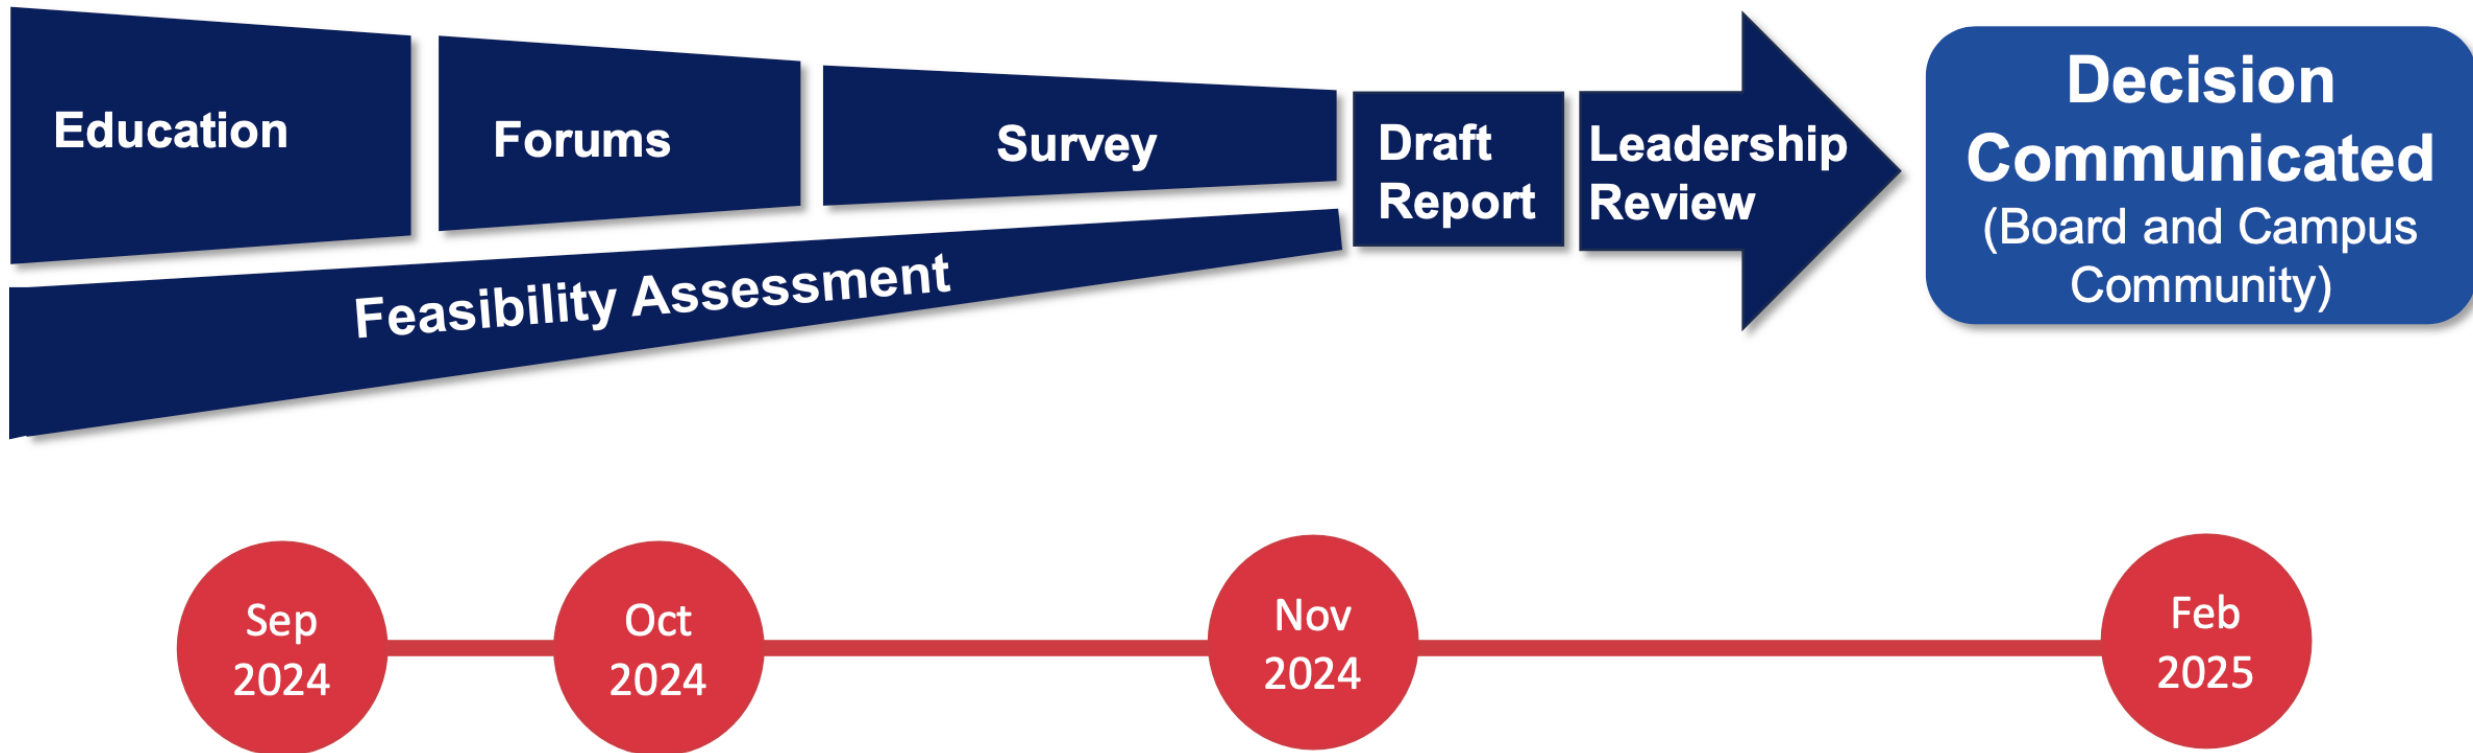 Education
Forums
Survey
Draft
Report
Leadership
Review
Decision
Communicated
(Board and Campus
Community)
Feasibility Assessment
Sep
2024
Oct
2024
Nov
2024
Feb
2025